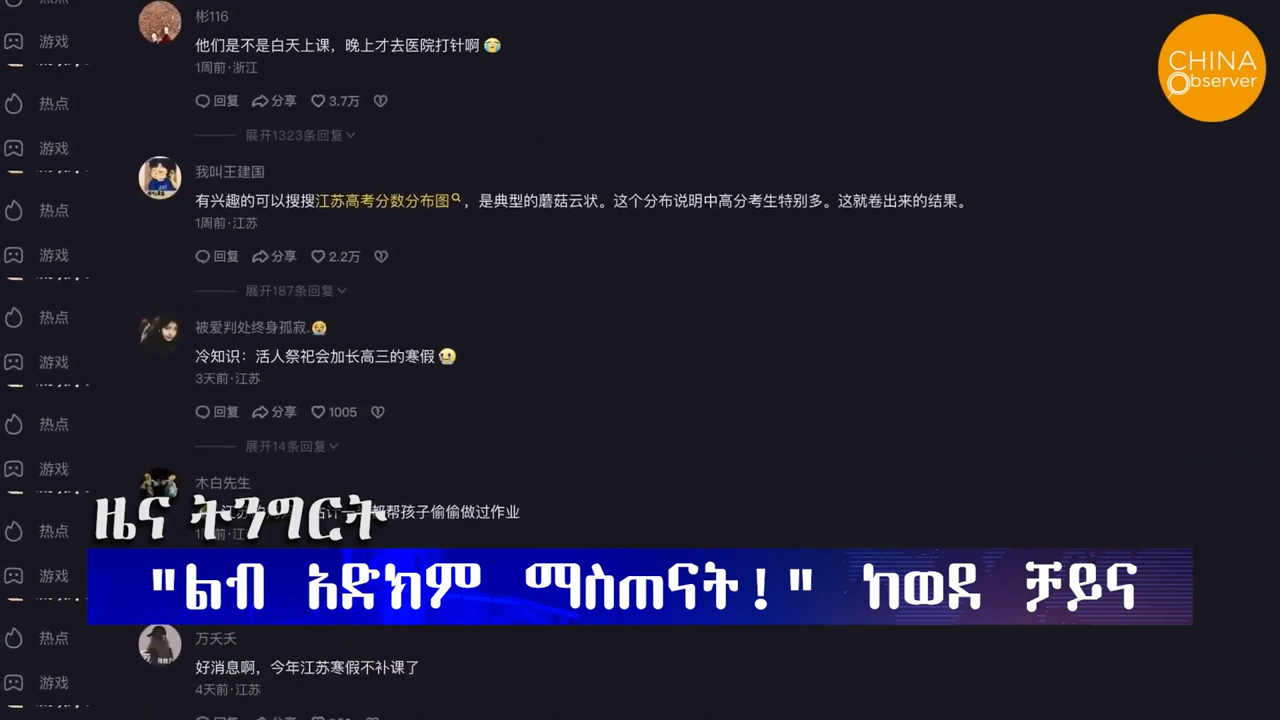 热点
彬116
游戏
他们是不是白天上课，晚上才去医院打针啊
1周前·浙江
回复 分享 3.7万
热点
展开1323条回复
游戏
我叫王建国
有兴趣的可以搜搜江苏高考分数分布图，是典型的蘑菇云状。这个分布说明中高分考生特别多。这就卷出来的结果。
热点
1周前·江苏
游戏
回复 分享 2.2万
展开187条回复
热点
被爱判处终身孤寂.
游戏
冷知识：活人祭祀会加长高三的寒假
3天前·江苏
回复 分享 1005
热点
展开14条回复
游戏
木白先生
都帮孩子偷偷做过作业
热点
ዜና ትንግርት
游戏
"ልብ አድክም ማስጠናት!" ከወደ ቻይና
热点
万夭夭
好消息啊，今年江苏寒假不补课了
游戏
4天前·江苏
CHINA
Observer